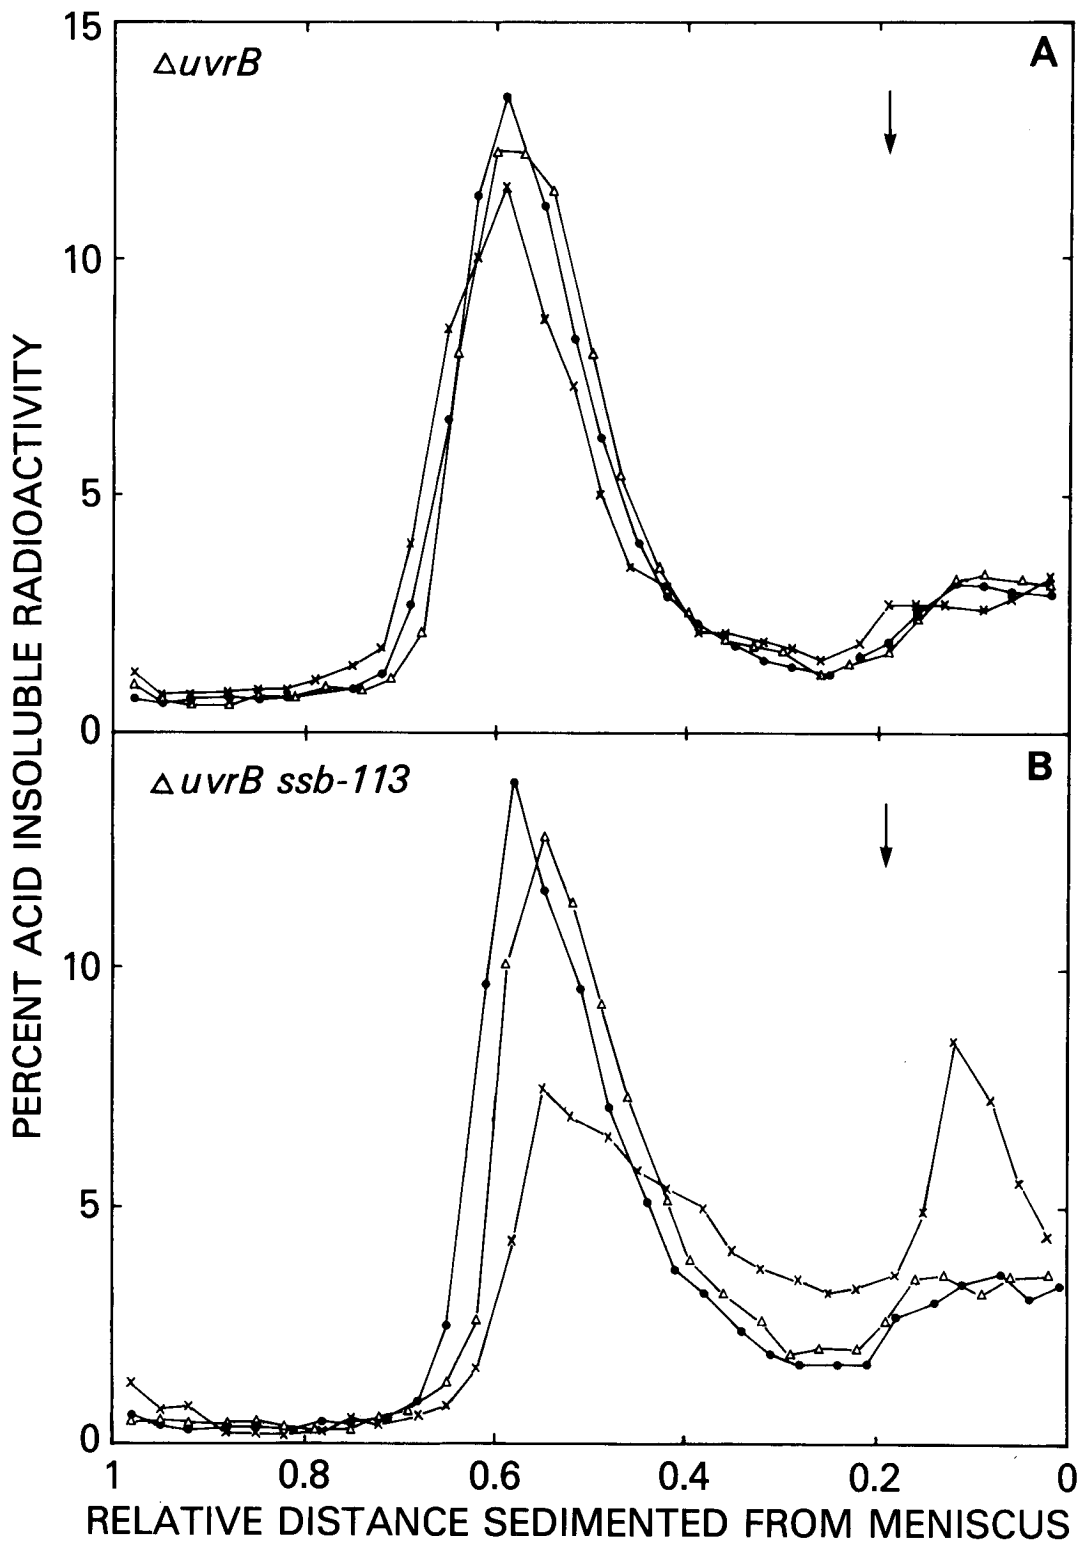 15
ΔuvrB
A
10
5
0
ΔuvrB ssb-113
B
10
5
0
1 0.8 0.6 0.4 0.2 0
RELATIVE DISTANCE SEDIMENTED FROM MENISCUS
PERCENT ACID INSOLUBLE RADIOACTIVITY